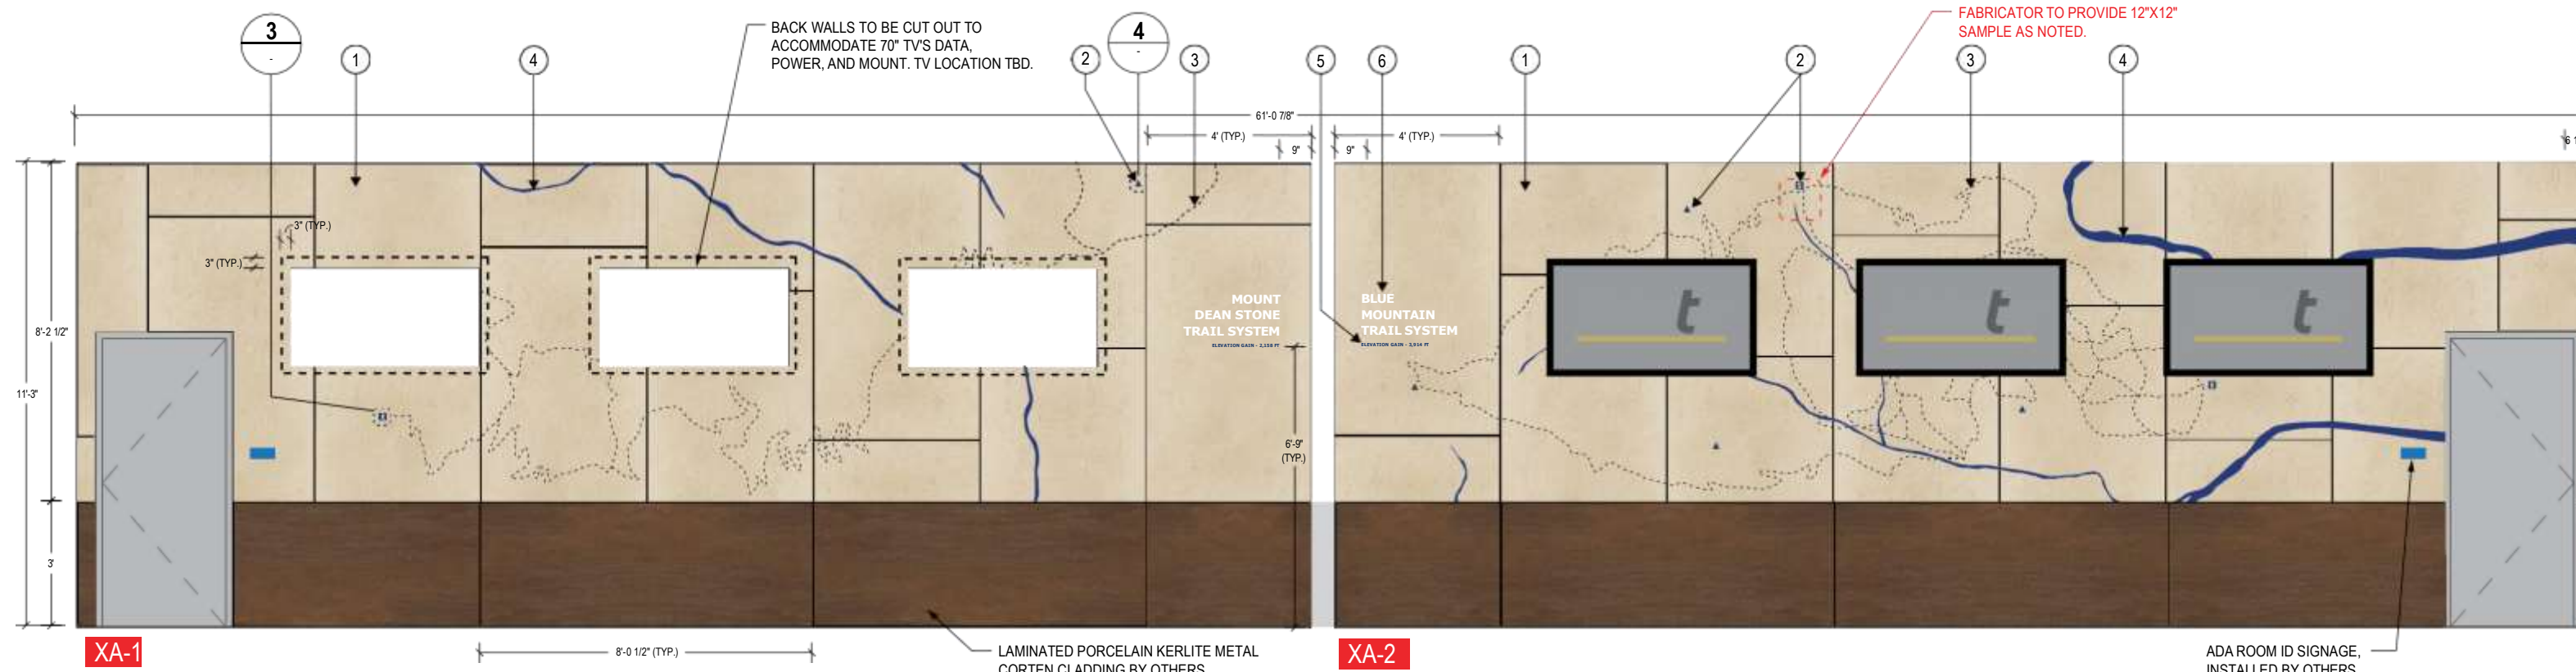 3
-
1
4
BACK WALLS TO BE CUT OUT TO
ACCOMMODATE 70" TV'S DATA,
POWER, AND MOUNT. TV LOCATION TBD.
2
4
-
3
5
6
1
2
FABRICATOR TO PROVIDE 12"X12"
SAMPLE AS NOTED.
3
4
61'-0 7/8"
4' (TYP.)
9"
4' (TYP.)
9"
6 1
3" (TYP.)
3" (TYP.)
8'-2 1/2"
11'-3"
3'
MOUNT
DEAN STONE
TRAIL SYSTEM
BLUE
MOUNTAIN
TRAIL SYSTEM
t
t
t
6'-9"
(TYP.)
XA-1
8'-0 1/2" (TYP.)
LAMINATED PORCELAIN KERLITE METAL
CORTEN CLADDING BY OTHERS
XA-2
ADA ROOM ID SIGNAGE,
INSTALLED BY OTHERS